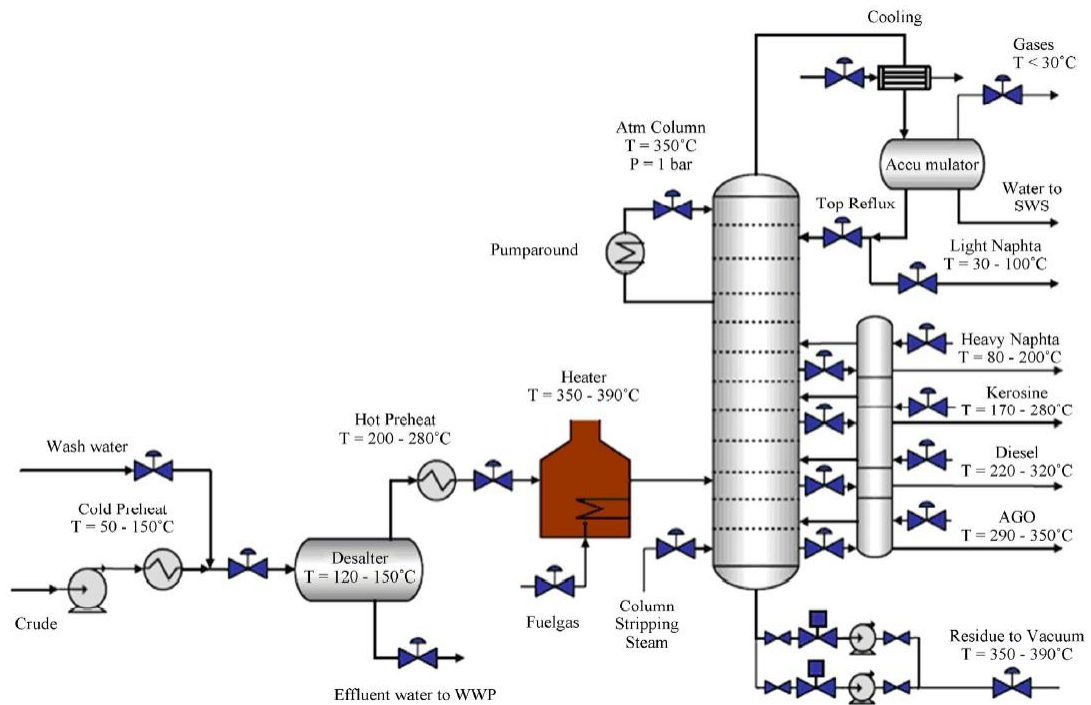 Cooling
Gases
T < 30˚C
Atm Column
T = 350˚C
P = 1 bar
Accu mulator
Water to
SWS
Top Reflux
Pumparound
Light Naphta
T = 30 - 100˚C
Heavy Naphta
T = 80 - 200˚C
Heater
T = 350 - 390˚C
Kerosine
T = 170 - 280˚C
Hot Preheat
T = 200 - 280˚C
Wash water
Diesel
T = 220 - 320˚C
Cold Preheat
T = 50 - 150˚C
AGO
T = 290 - 350˚C
Desalter
T = 120 - 150˚C
Crude
Fuelgas
Column
Stripping
Steam
Residue to Vacuum
T = 350 - 390˚C
Effluent water to WWP